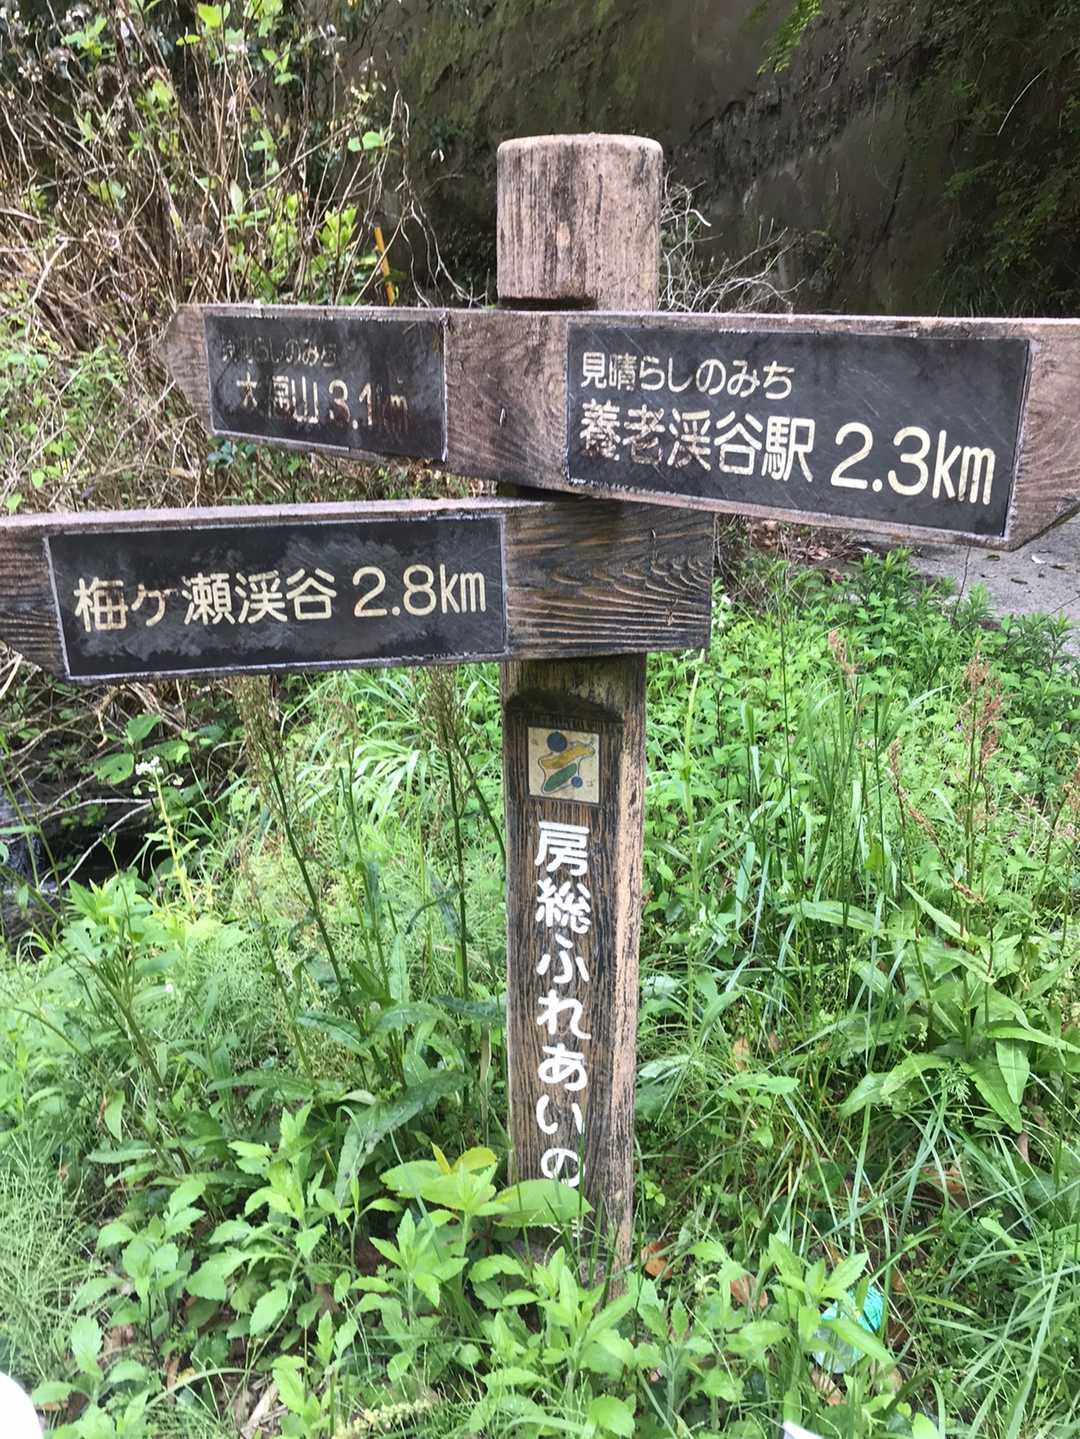 見晴らしのみち
大福山 3.1km
見晴らしのみち
養老渓谷駅 2.3km
梅ケ瀬渓谷 2.8km
房総ふれあいの